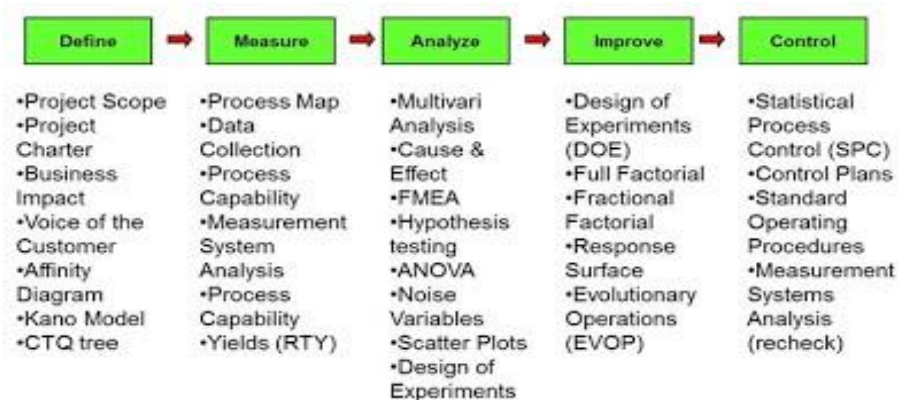 Define
Measure
Analyze
Improve
Control
•Project Scope
•Project
Charter
•Business
Impact
•Voice of the
Customer
•Affinity
Diagram
•Kano Model
•CTQ tree
•Process Map
•Data
Collection
•Process
Capability
•Measurement
System
Analysis
•Process
Capability
•Yields (RTY)
•Multivari
Analysis
•Cause &
Effect
•FMEA
•Hypothesis
testing
•ANOVA
•Noise
Variables
•Scatter Plots
•Design of
Experiments
•Design of
Experiments
(DOE)
•Full Factorial
•Fractional
Factorial
•Response
Surface
•Evolutionary
Operations
(EVOP)
•Statistical
Process
Control (SPC)
•Control Plans
•Standard
Operating
Procedures
•Measurement
Systems
Analysis
(recheck)